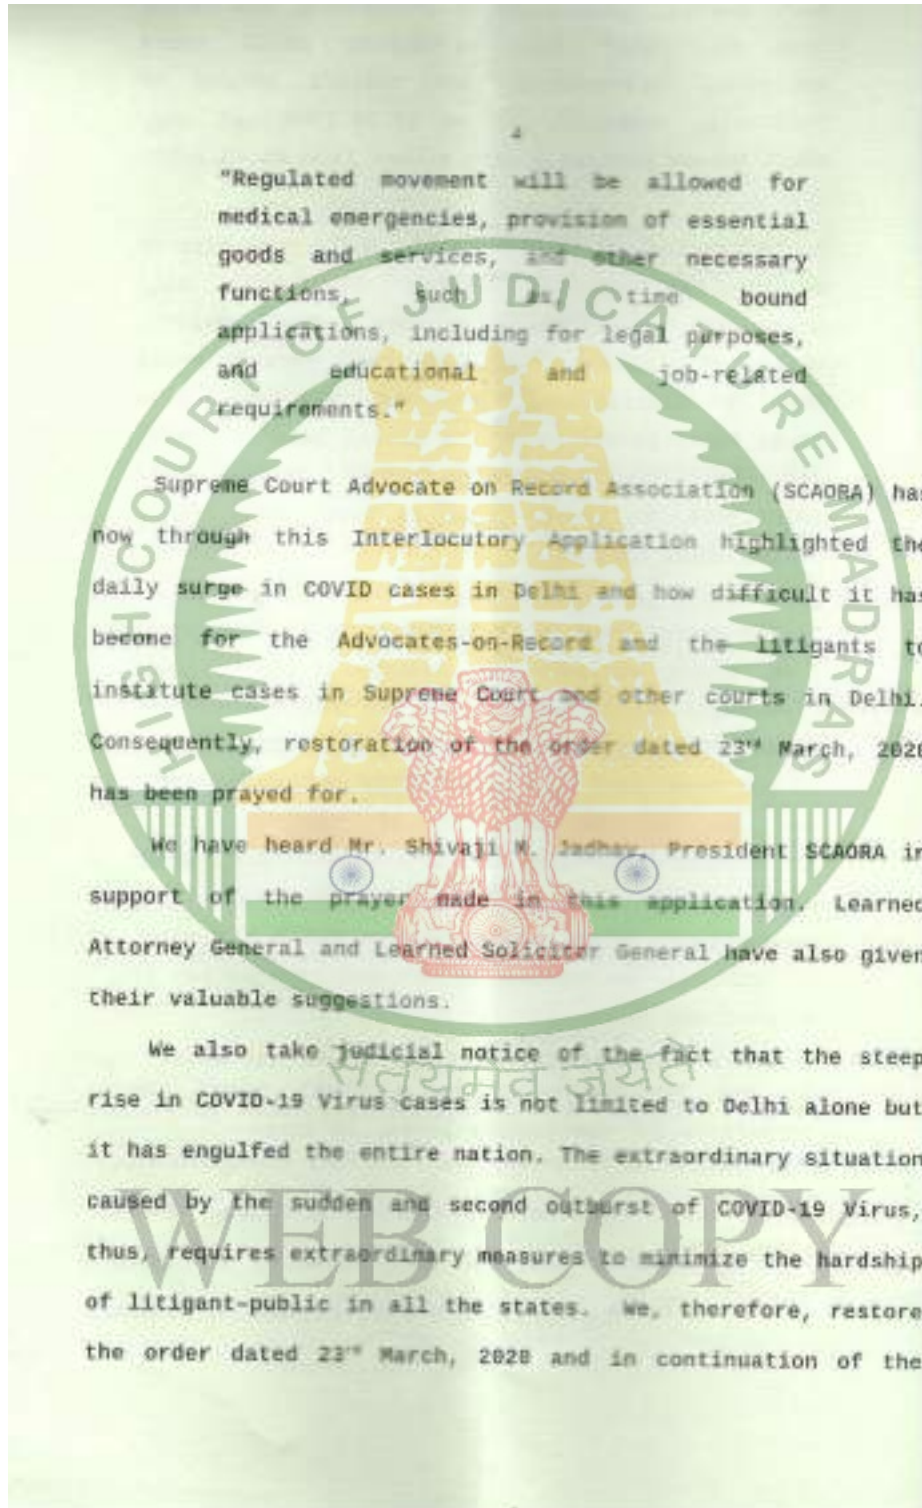 4
"Regulated movement will be allowed for
medical emergencies, provision of essential
goods and services, and other necessary
functions, such as, time bound
applications, including for legal purposes,
and educational and job-related
requirements."
Supreme Court Advocate on Record Association (SCAORA) has
now through this Interlocutory Application highlighted the
daily surge in COVID cases in Delhi and how difficult it has
become for the Advocates-on-Record and the litigants to
institute cases in Supreme Court and other courts in Delhi.
Consequently, restoration of the order dated 23rd March, 2020
has been prayed for.
We have heard Mr. Shivaji M. Jadhav, President SCAORA in
support of the prayer made in this application. Learned
Attorney General and Learned Solicitor General have also given
their valuable suggestions.
We also take judicial notice of the fact that the steep
rise in COVID-19 Virus cases is not limited to Delhi alone but
it has engulfed the entire nation. The extraordinary situation
caused by the sudden and second outburst of COVID-19 Virus,
thus, requires extraordinary measures to minimize the hardship
of litigant-public in all the states. We, therefore, restore
the order dated 23rd March, 2020 and in continuation of the
HIGH COURT OF JUDICATURE MADRAS
सत्यमेव जयते
WEB COPY